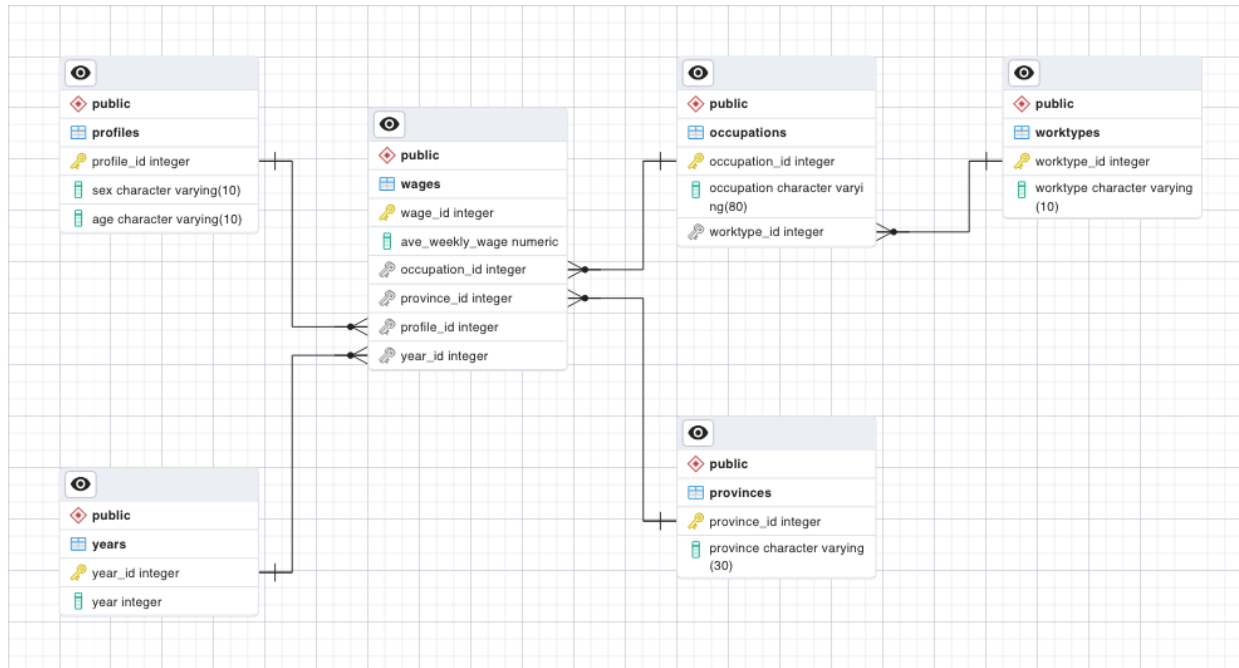 public
profiles
profile_id integer
sex character varying(10)
age character varying(10)
public
wages
wage_id integer
ave_weekly_wage numeric
occupation_id integer
province_id integer
profile_id integer
year_id integer
public
occupations
occupation_id integer
occupation character varyi
ng(80)
worktype_id integer
public
worktypes
worktype_id integer
worktype character varying
(10)
public
years
year_id integer
year integer
public
provinces
province_id integer
province character varying
(30)